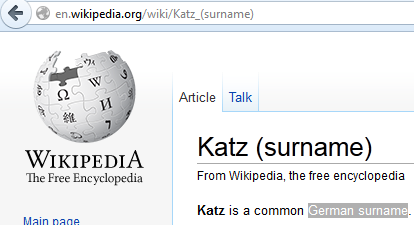 en.wikipedia.org/wiki/Katz_(surname)
Article Talk
WIKIPEDIA
The Free Encyclopedia
Main page
Katz (surname)
From Wikipedia, the free encyclopedia
Katz is a common German surname.